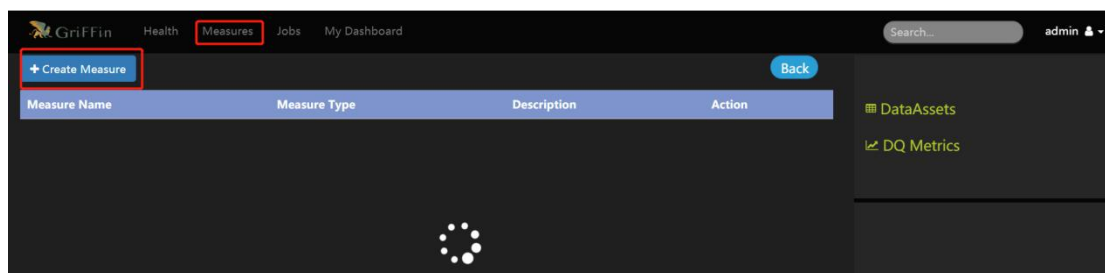 GriFFin Health Measures Jobs My Dashboard Search... admin
+ Create Measure Back
Measure Name Measure Type Description Action
DataAssets
DQ Metrics